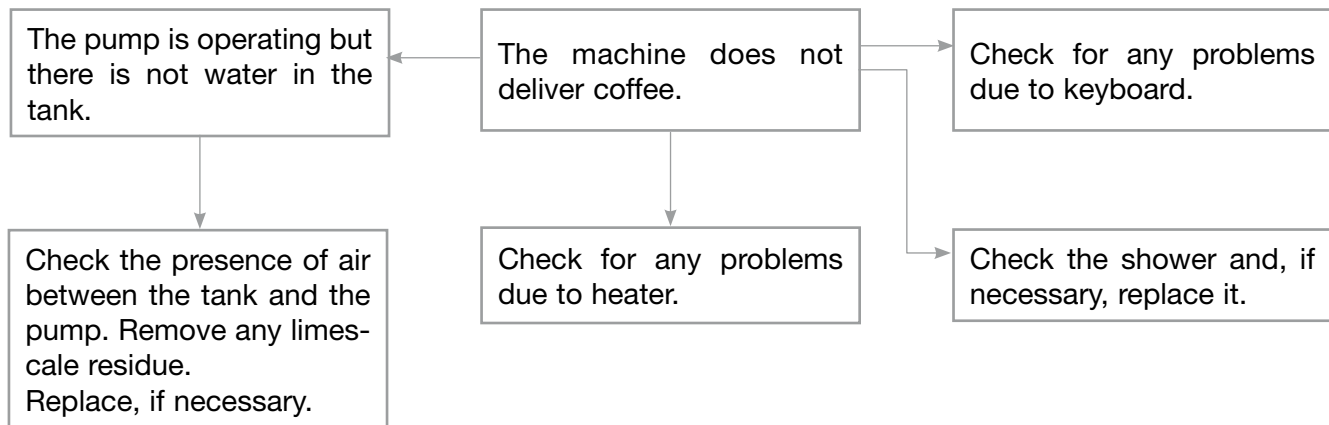 The pump is operating but
there is not water in the
tank.
The machine does not
deliver coffee.
Check for any problems
due to keyboard.
Check the presence of air
between the tank and the
pump. Remove any limes-
cale residue.
Replace, if necessary.
Check for any problems
due to heater.
Check the shower and, if
necessary, replace it.